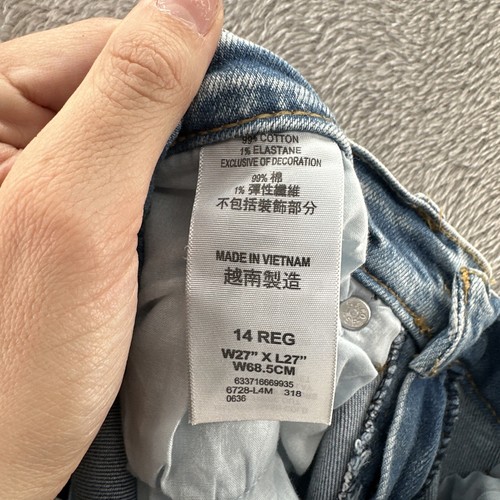 99% COTTON
1% ELASTANE
EXCLUSIVE OF DECORATION
99% 棉
1% 彈性纖維
不包括裝飾部分
MADE IN VIETNAM
越南製造
14 REG
W27" X L27"
W68.5CM
633716669935
6728-L4M 318
0636